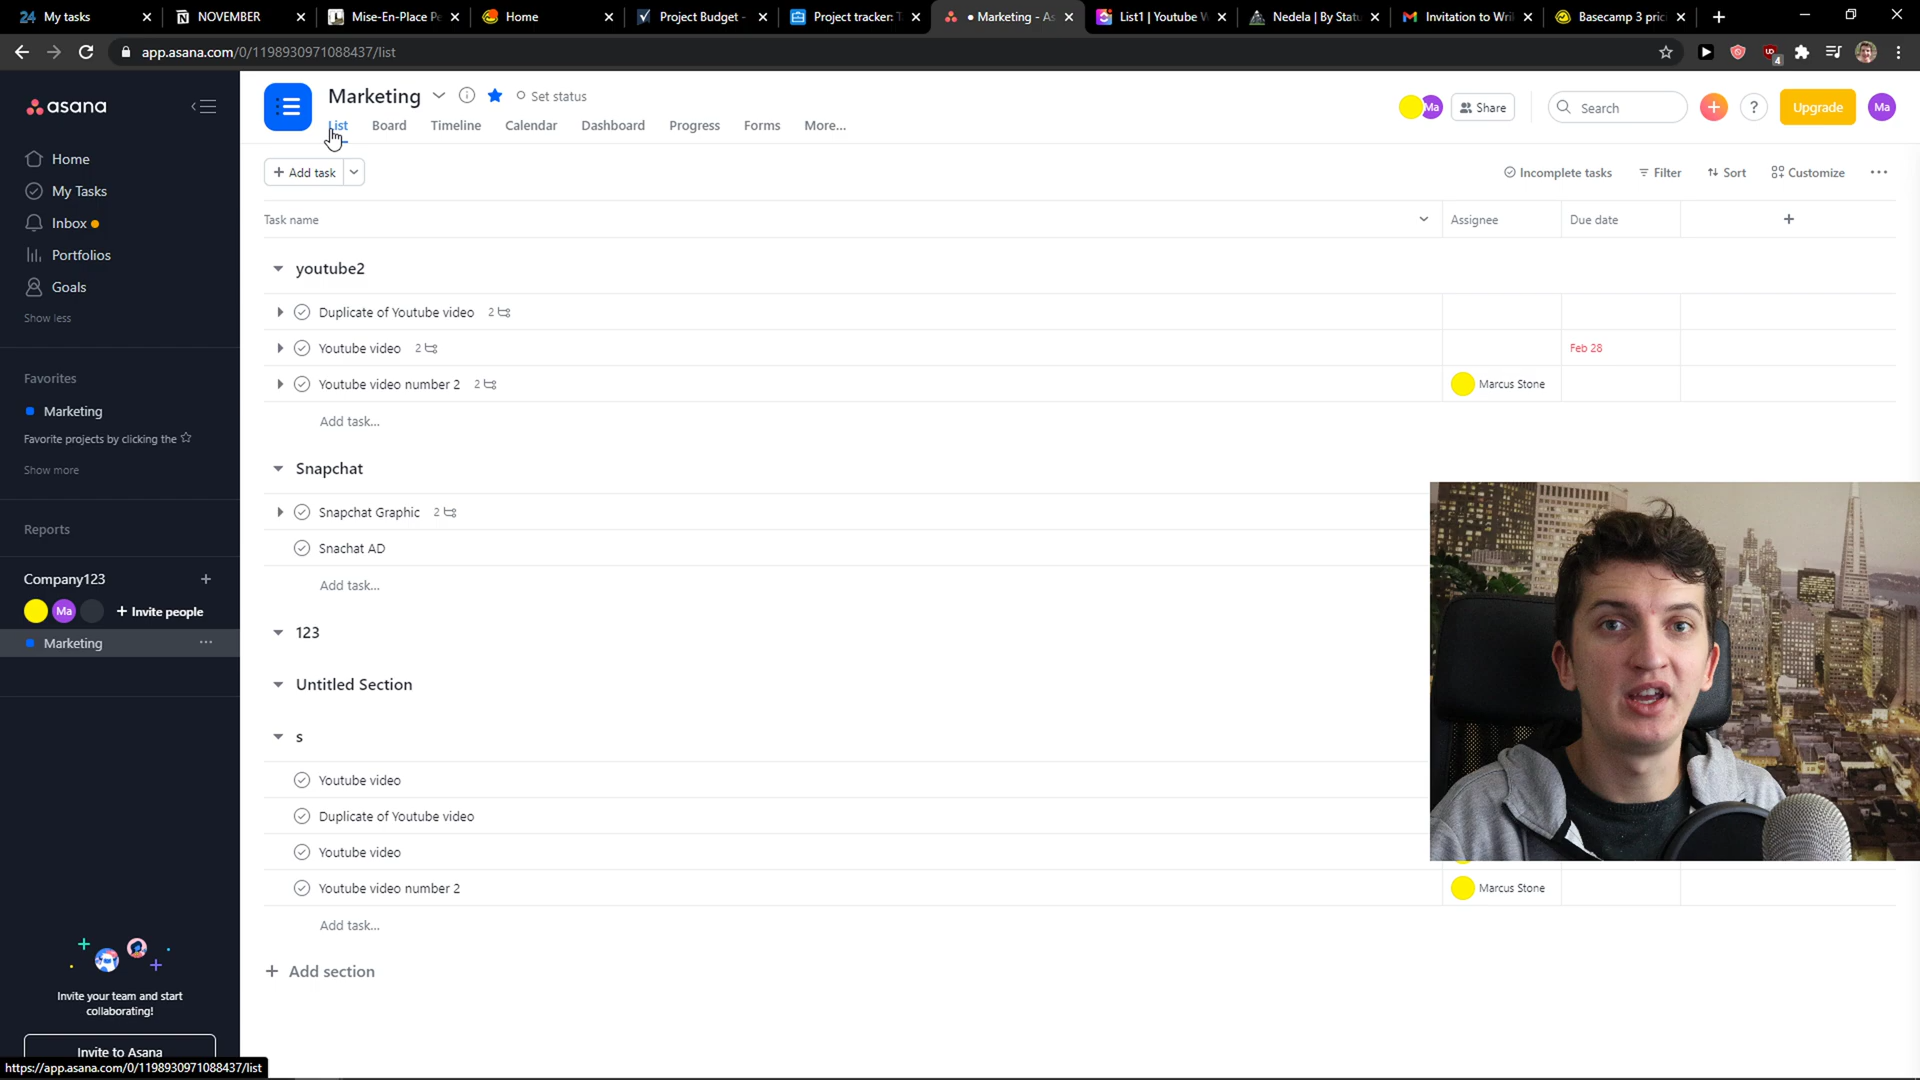 24 My tasks
NOVEMBER
Mise-En-Place Pe
Home
Project Budget -
Project tracker: T
• Marketing - As
List1 | Youtube W
Nedela | By Statu
Invitation to Wri
Basecamp 3 pric
app.asana.com/0/1198930971088437/list
UD
4
asana
Home
My Tasks
Inbox
Portfolios
Goals
Show less
Favorites
Marketing
Favorite projects by clicking the
Show more
Reports
Company123
Ma
Invite people
Marketing
Invite your team and start
collaborating!
Invite to Asana
https://app.asana.com/0/1198930971088437/list
Marketing
Set status
List Board Timeline Calendar Dashboard Progress Forms More...
Ma
Share
Search
?
Upgrade
Ma
+ Add task
Incomplete tasks
Filter
Sort
Customize
Task name
Assignee
Due date
youtube2
Duplicate of Youtube video 2
Youtube video 2
Feb 28
Youtube video number 2 2
Marcus Stone
Add task...
Snapchat
Snapchat Graphic 2
Snachat AD
Add task...
123
Untitled Section
s
Youtube video
Duplicate of Youtube video
Youtube video
Youtube video number 2
Marcus Stone
Add task...
+ Add section